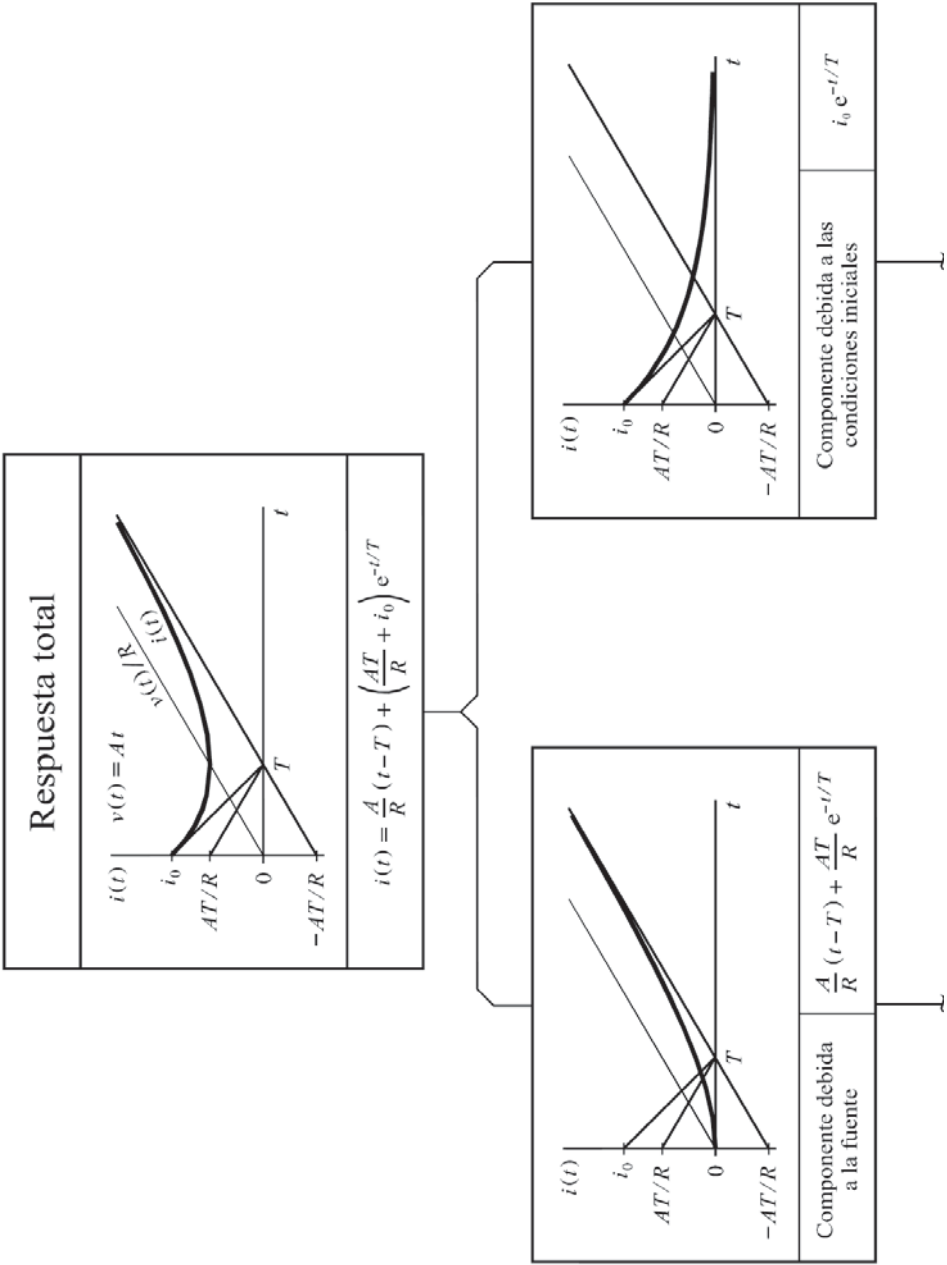 Respuesta total
i(t)
v(t) = At
v(t)/R
i(t)
i₀
AT/R
0
−AT/R
T
t
i(t) = A/R (t−T) + (AT/R + i₀) e^(−t/T)
i(t)
i₀
AT/R
0
−AT/R
T
t
Componente debida
a la fuente
A/R (t−T) + AT/R e^(−t/T)
i(t)
i₀
AT/R
0
−AT/R
T
t
Componente debida a las
condiciones iniciales
i₀ e^(−t/T)